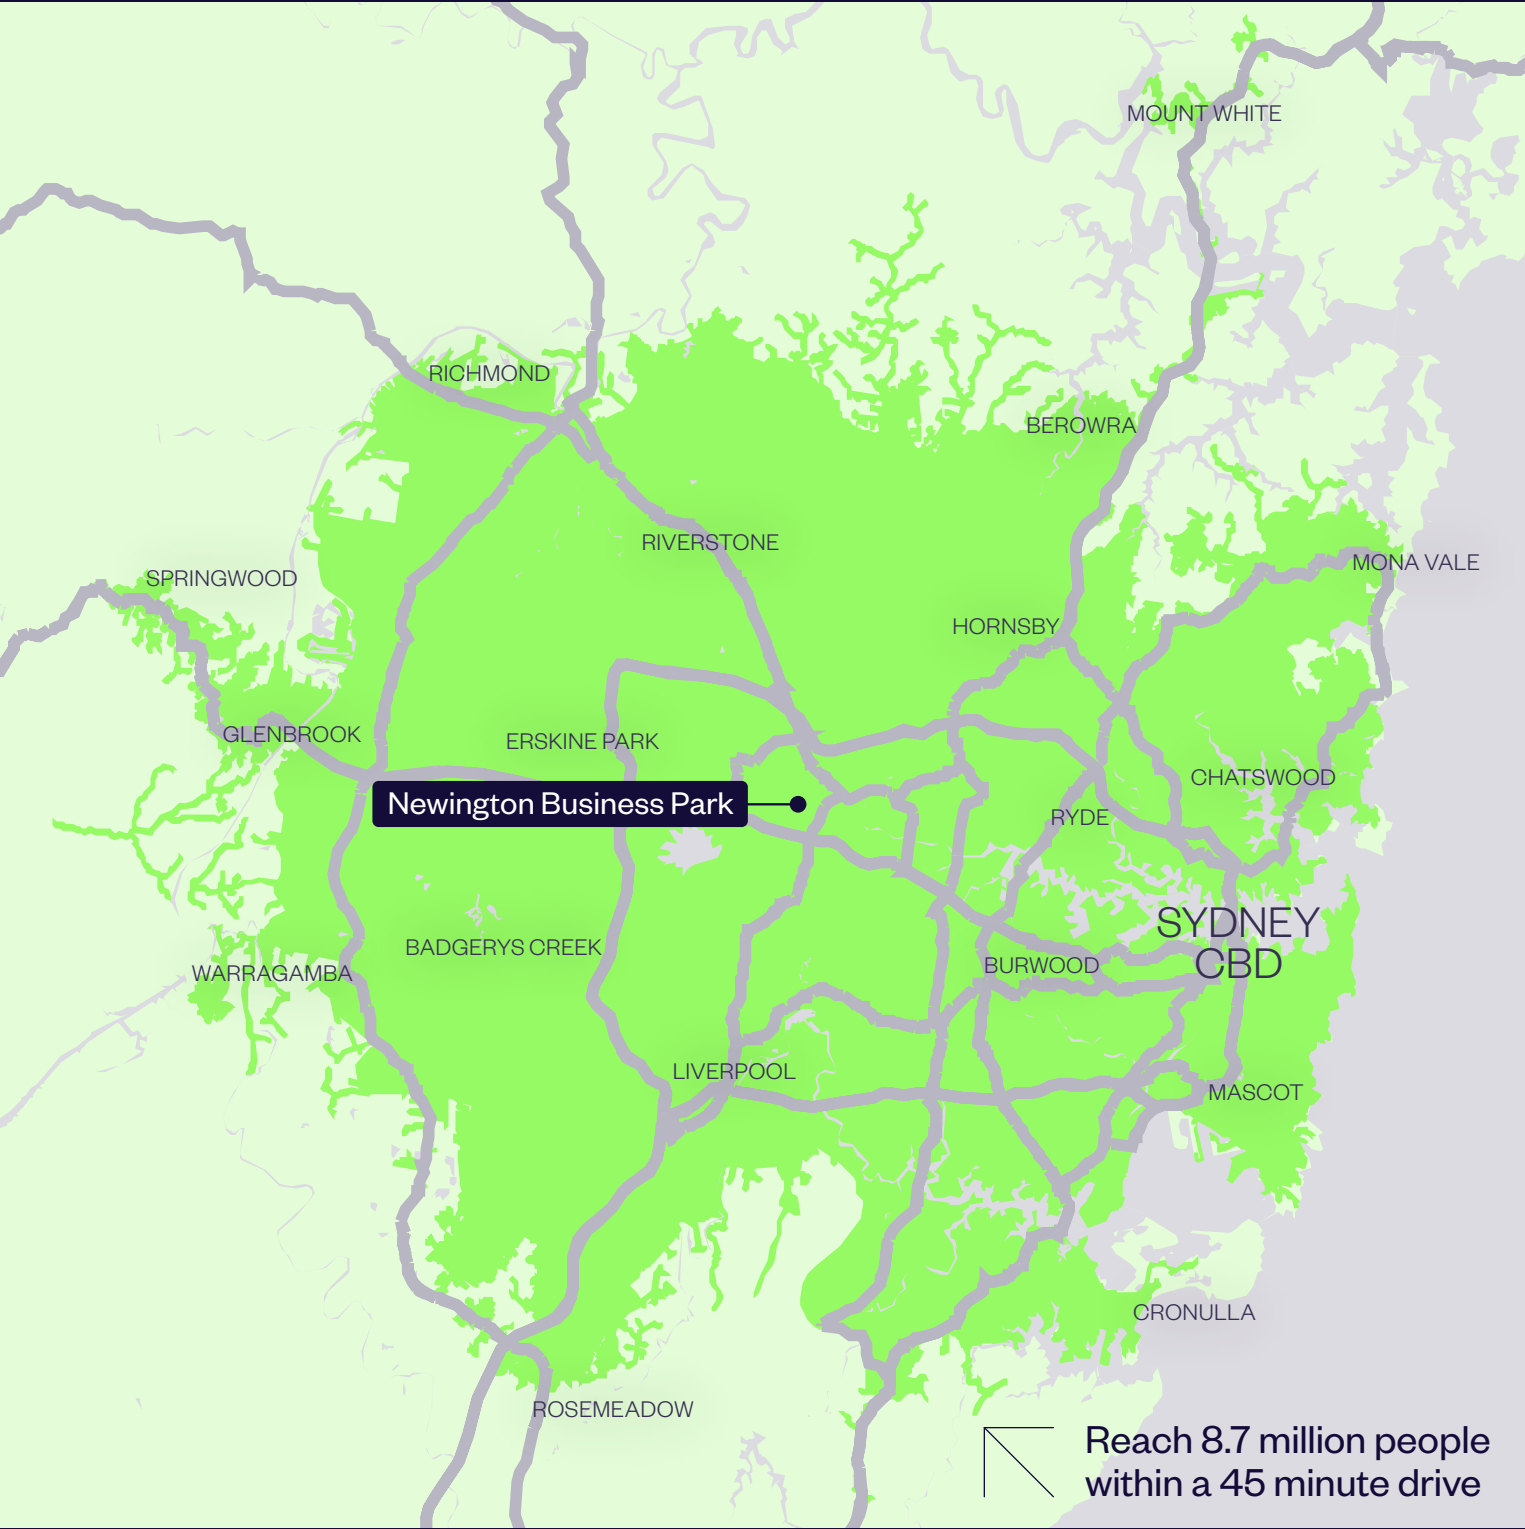 MOUNT WHITE
RICHMOND
BEROWRA
RIVERSTONE
MONA VALE
SPRINGWOOD
HORNSBY
GLENBROOK
ERSKINE PARK
CHATSWOOD
Newington Business Park
RYDE
SYDNEY
CBD
BADGERYS CREEK
BURWOOD
WARRAGAMBA
LIVERPOOL
MASCOT
CRONULLA
ROSEMEADOW
Reach 8.7 million people
within a 45 minute drive